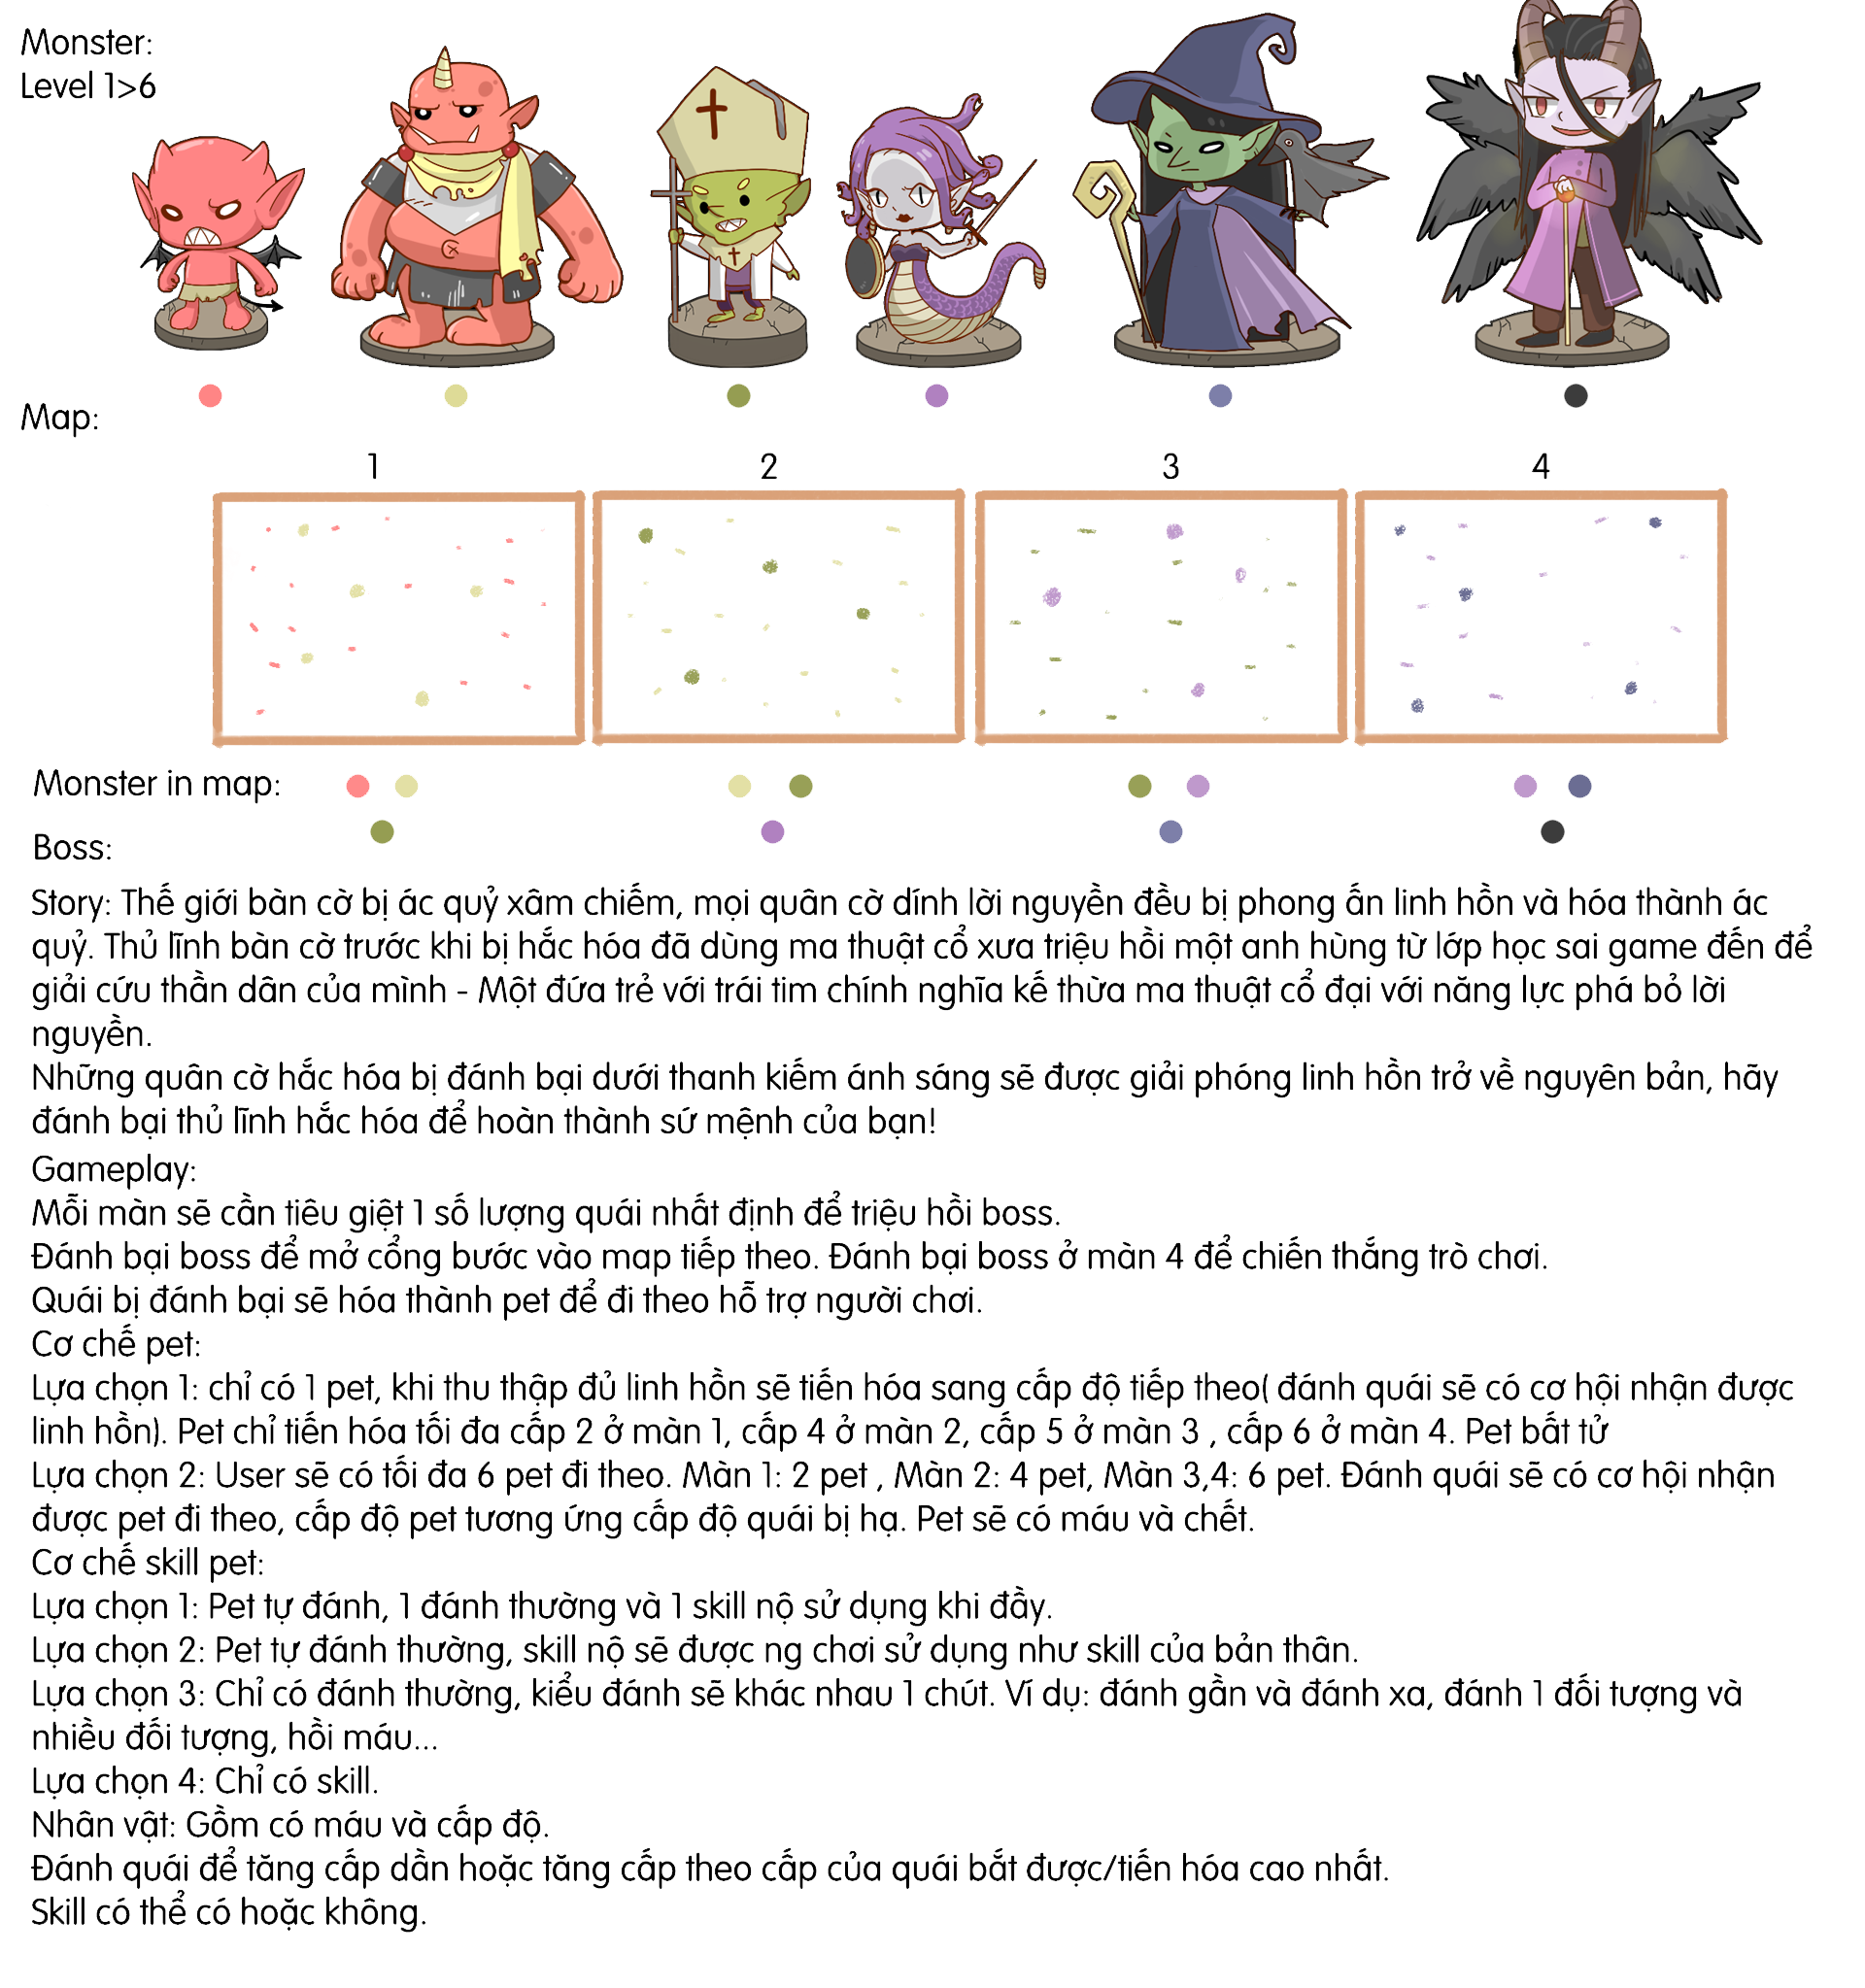 Monster:
Level 1>6
Map:
1 2 3 4
Monster in map:
Boss:
Story: Thế giới bàn cờ bị ác quỷ xâm chiếm, mọi quân cờ dính lời nguyền đều bị phong ấn linh hồn và hóa thành ác
quỷ. Thủ lĩnh bàn cờ trước khi bị hắc hóa đã dùng ma thuật cổ xưa triệu hồi một anh hùng từ lớp học sai game đến để
giải cứu thần dân của mình - Một đứa trẻ với trái tim chính nghĩa kế thừa ma thuật cổ đại với năng lực phá bỏ lời
nguyền.
Những quân cờ hắc hóa bị đánh bại dưới thanh kiếm ánh sáng sẽ được giải phóng linh hồn trở về nguyên bản, hãy
đánh bại thủ lĩnh hắc hóa để hoàn thành sứ mệnh của bạn!
Gameplay:
Mỗi màn sẽ cần tiêu giệt 1 số lượng quái nhất định để triệu hồi boss.
Đánh bại boss để mở cổng bước vào map tiếp theo. Đánh bại boss ở màn 4 để chiến thắng trò chơi.
Quái bị đánh bại sẽ hóa thành pet để đi theo hỗ trợ người chơi.
Cơ chế pet:
Lựa chọn 1: chỉ có 1 pet, khi thu thập đủ linh hồn sẽ tiến hóa sang cấp độ tiếp theo( đánh quái sẽ có cơ hội nhận được
linh hồn). Pet chỉ tiến hóa tối đa cấp 2 ở màn 1, cấp 4 ở màn 2, cấp 5 ở màn 3 , cấp 6 ở màn 4. Pet bất tử
Lựa chọn 2: User sẽ có tối đa 6 pet đi theo. Màn 1: 2 pet , Màn 2: 4 pet, Màn 3,4: 6 pet. Đánh quái sẽ có cơ hội nhận
được pet đi theo, cấp độ pet tương ứng cấp độ quái bị hạ. Pet sẽ có máu và chết.
Cơ chế skill pet:
Lựa chọn 1: Pet tự đánh, 1 đánh thường và 1 skill nộ sử dụng khi đầy.
Lựa chọn 2: Pet tự đánh thường, skill nộ sẽ được ng chơi sử dụng như skill của bản thân.
Lựa chọn 3: Chỉ có đánh thường, kiểu đánh sẽ khác nhau 1 chút. Ví dụ: đánh gần và đánh xa, đánh 1 đối tượng và
nhiều đối tượng, hồi máu...
Lựa chọn 4: Chỉ có skill.
Nhân vật: Gồm có máu và cấp độ.
Đánh quái để tăng cấp dần hoặc tăng cấp theo cấp của quái bắt được/tiến hóa cao nhất.
Skill có thể có hoặc không.